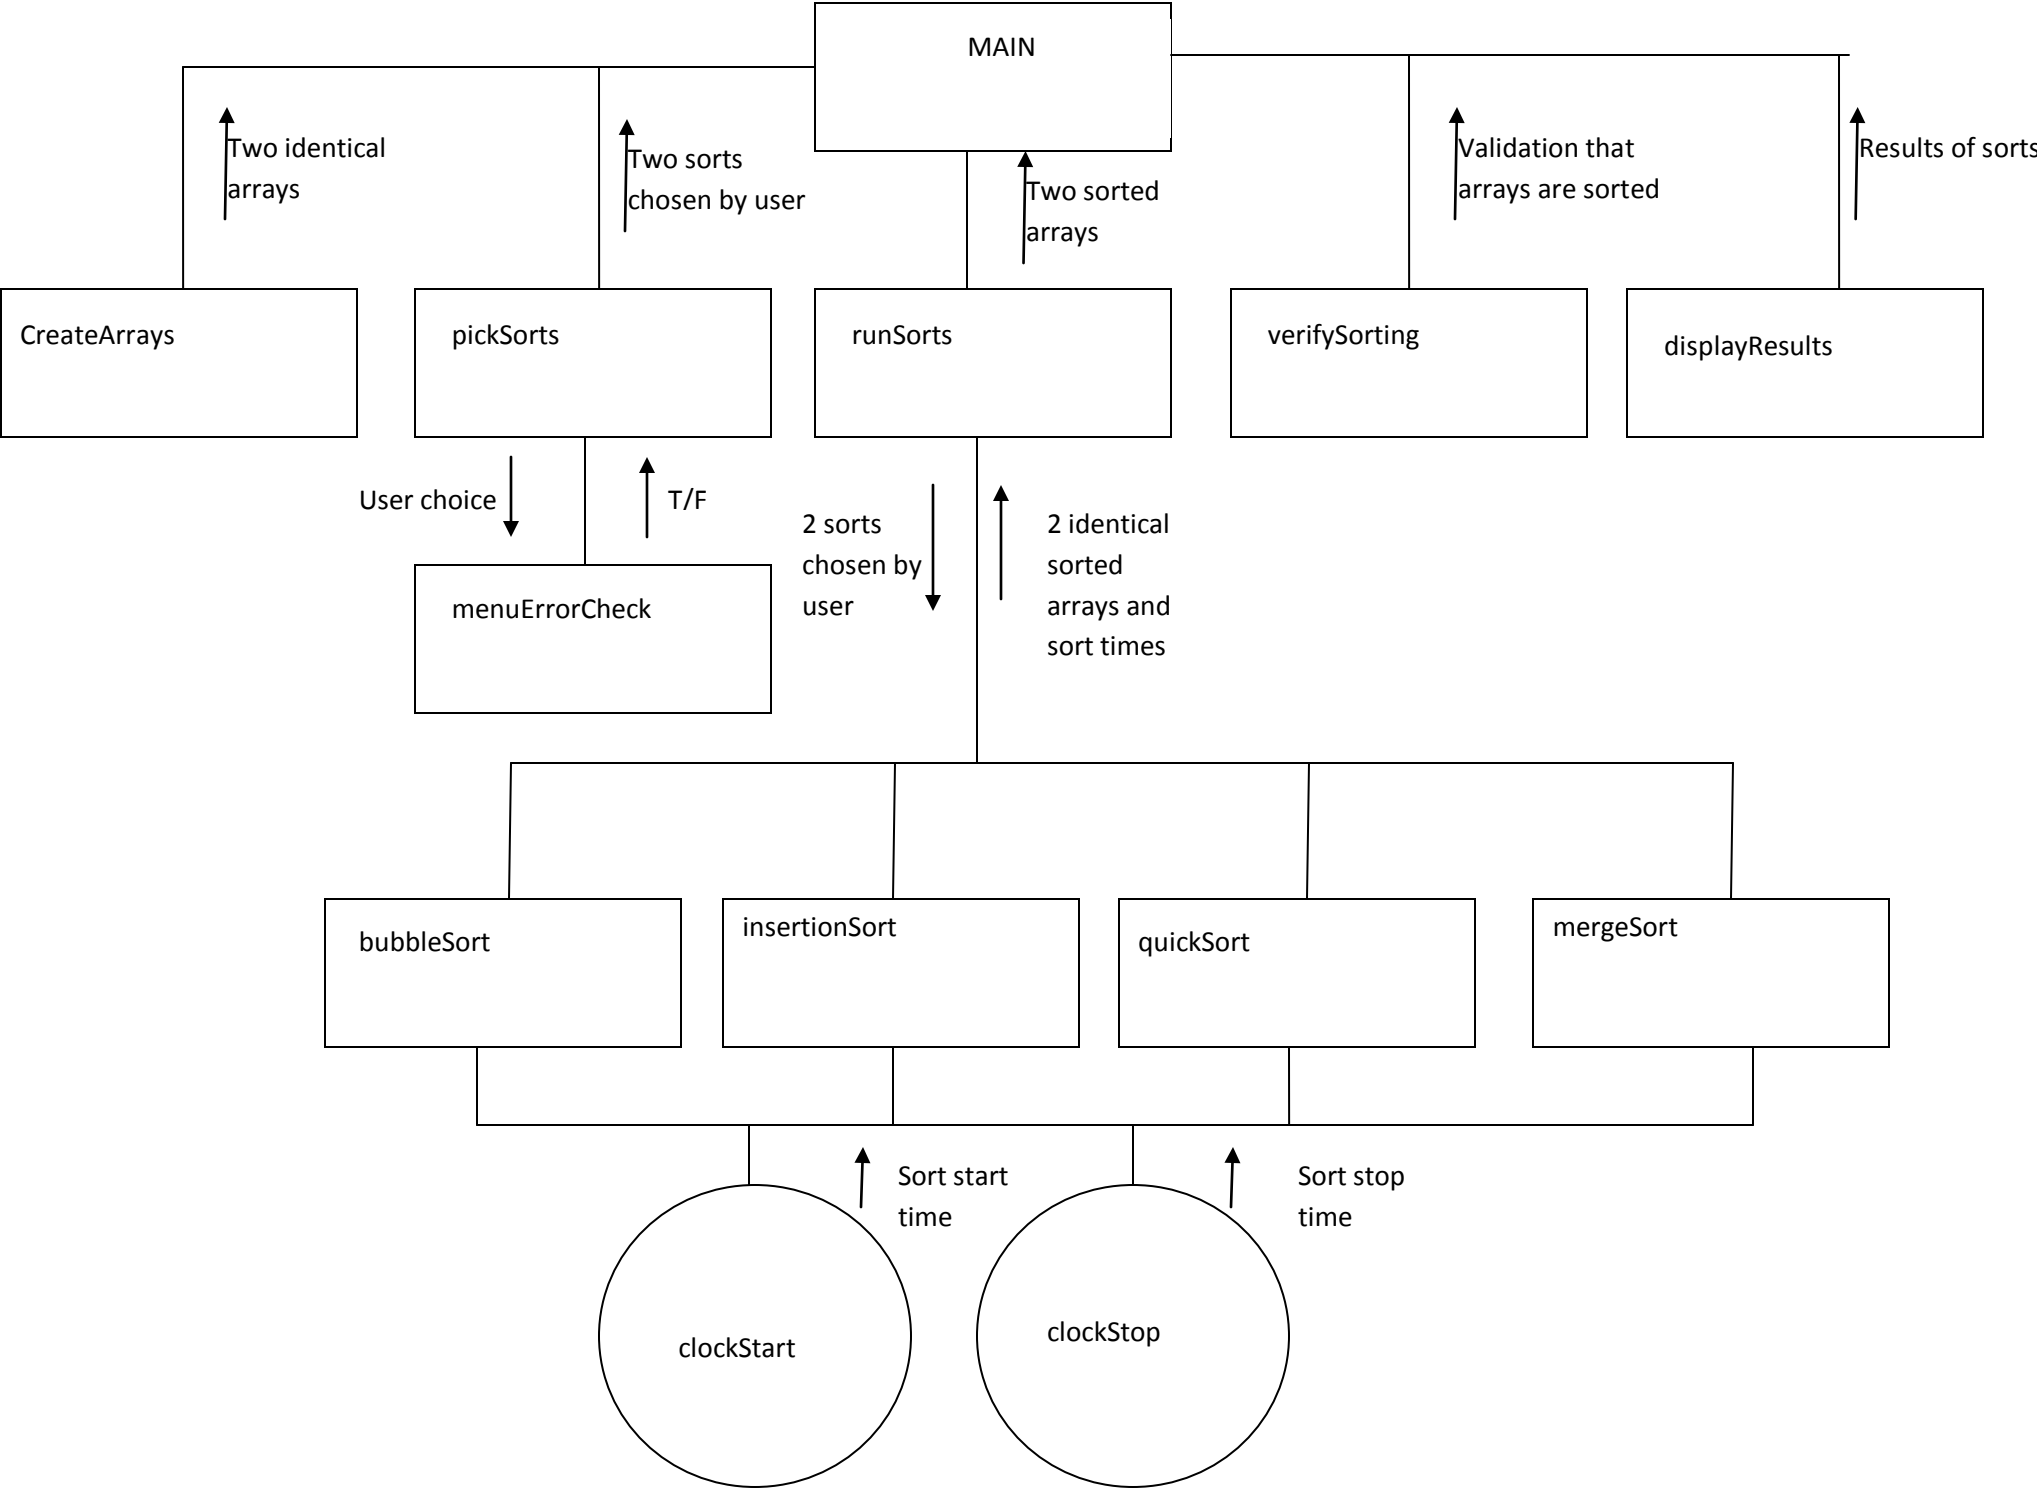 MAIN
Two identical
arrays
Two sorts
chosen by user
Two sorted
arrays
Validation that
arrays are sorted
Results of sorts
CreateArrays
pickSorts
runSorts
verifySorting
displayResults
User choice
T/F
2 sorts
chosen by
user
2 identical
sorted
arrays and
sort times
menuErrorCheck
bubbleSort
insertionSort
quickSort
mergeSort
Sort start
time
Sort stop
time
clockStart
clockStop